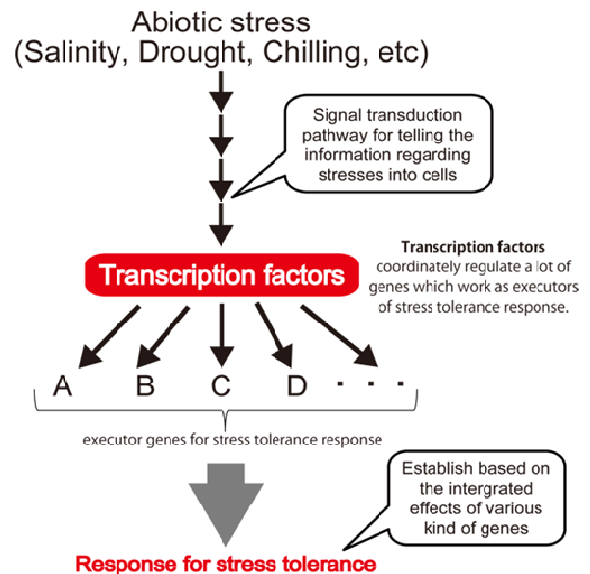 Abiotic stress
(Salinity, Drought, Chilling, etc)
Signal transduction
pathway for telling the
information regarding
stresses into cells
Transcription factors
Transcription factors
coordinately regulate a lot of
genes which work as executors
of stress tolerance response.
A B C D - - -
executor genes for stress tolerance response
Establish based on
the intergrated
effects of various
kind of genes
Response for stress tolerance